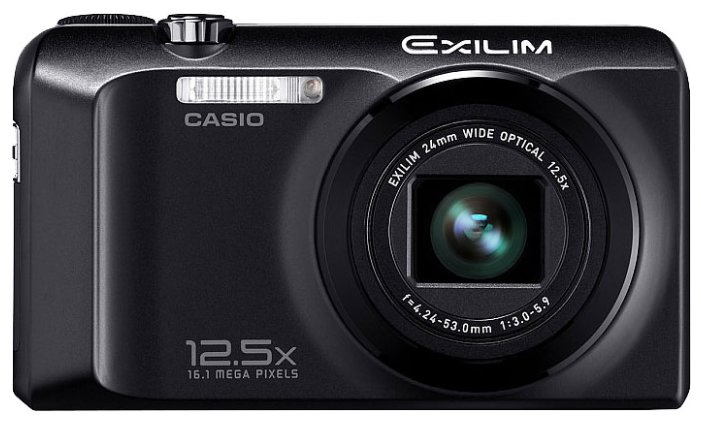 EXILIM
CASIO
EXILIM 24mm WIDE OPTICAL 12.5x
f=4.24-53.0mm 1:3.0-5.9
12.5x
16.1 MEGA PIXELS